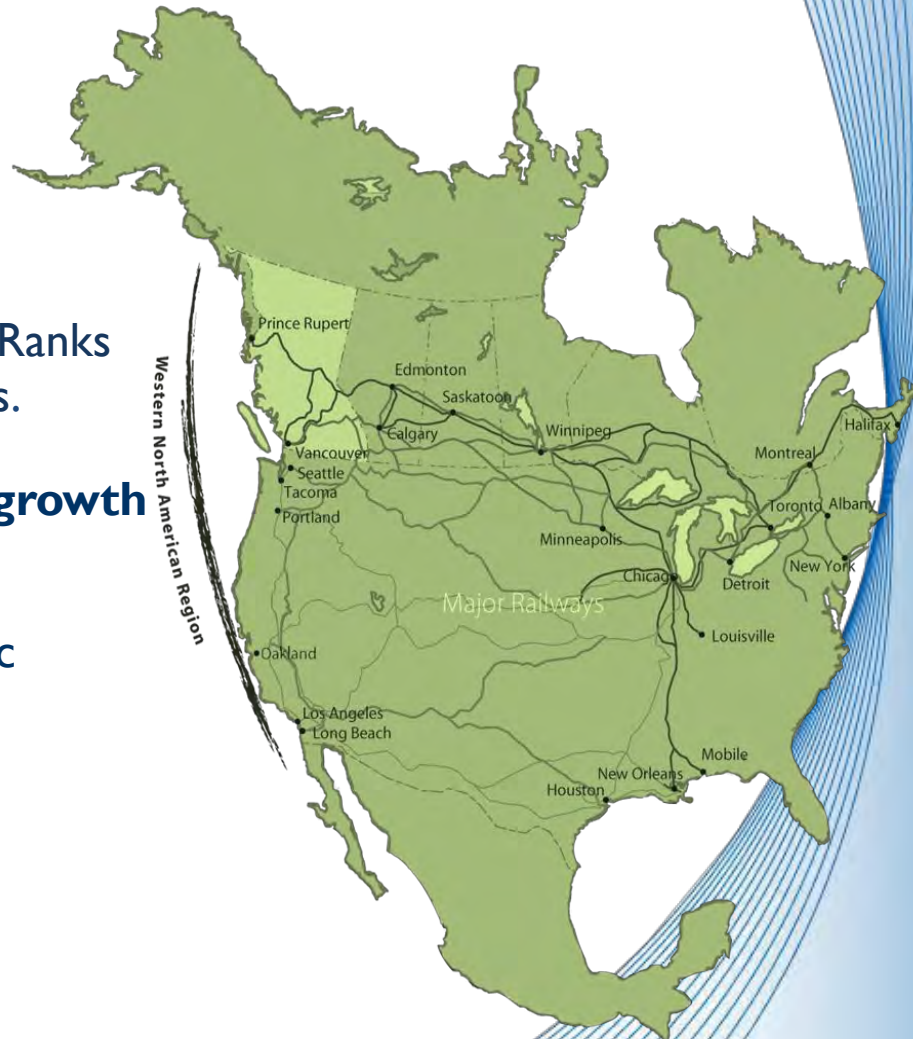 Ranks
s.
growth
c
Western North American Region
Prince Rupert
Edmonton
Saskatoon
Calgary
Winnipeg
Vancouver
Seattle
Tacoma
Portland
Halifax
Montreal
Toronto
Albany
Minneapolis
New York
Chicag
Detroit
Major Railways
Louisville
Oakland
Los Angeles
Long Beach
Mobile
New Orleans
Houston